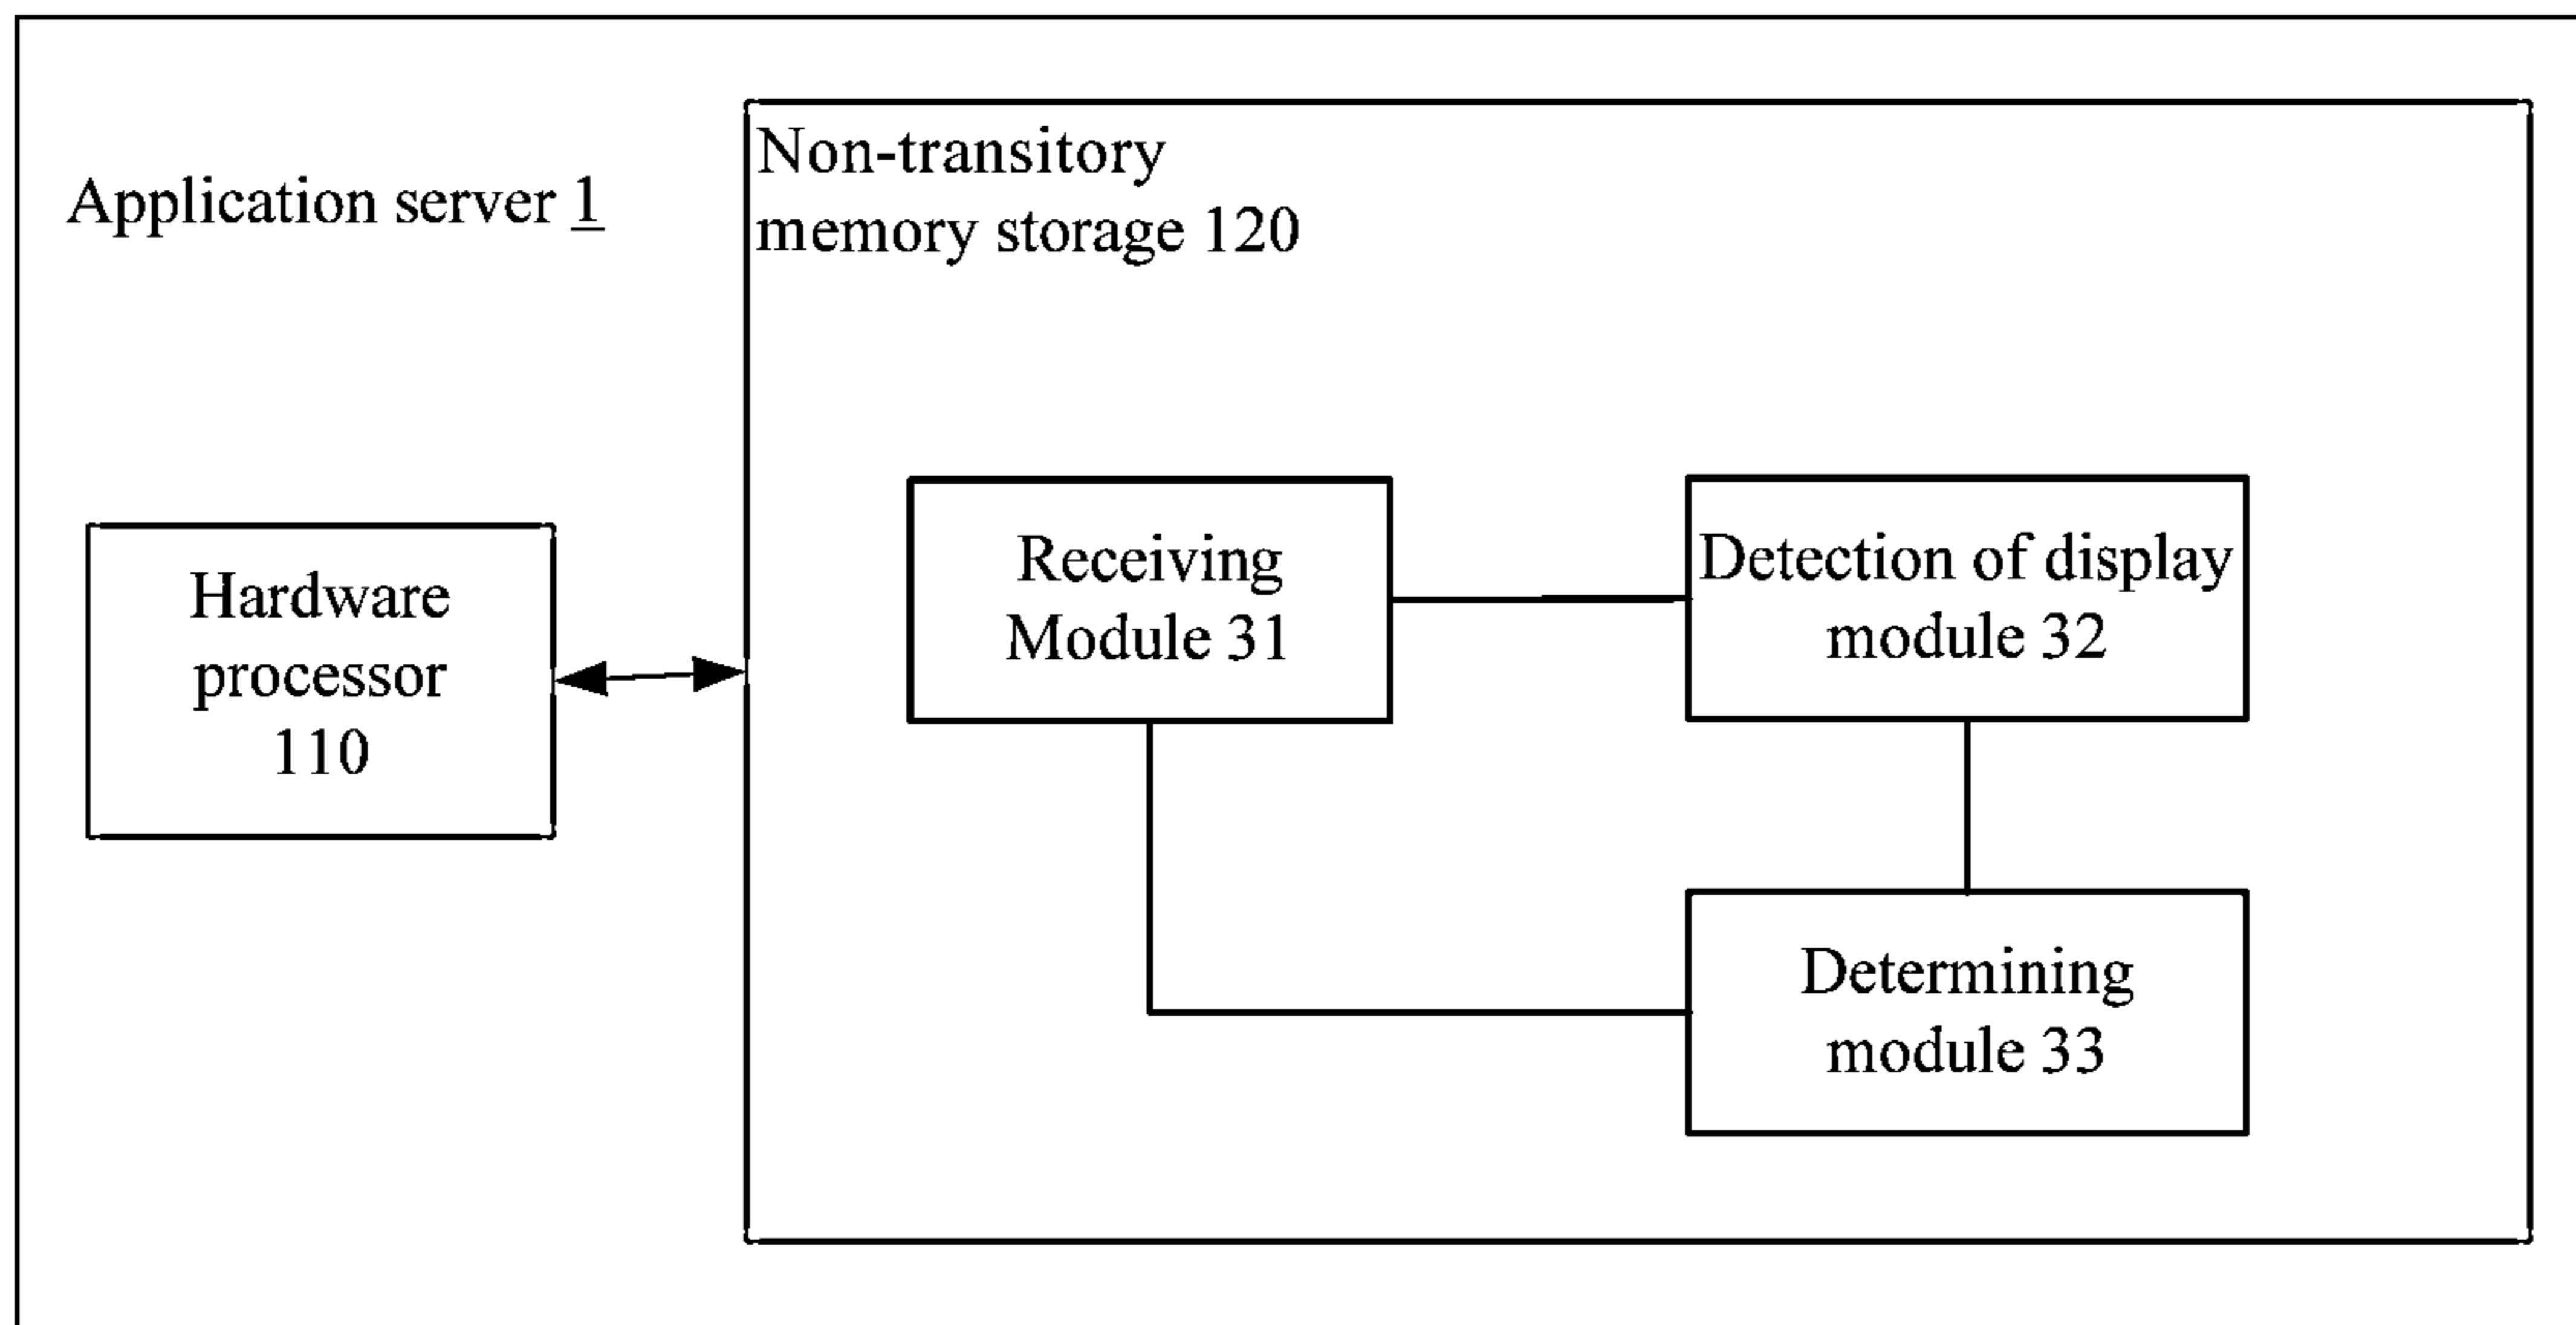 Application server 1
Non-transitory
memory storage 120
Hardware
processor
110
Receiving
Module 31
Detection of display
module 32
Determining
module 33